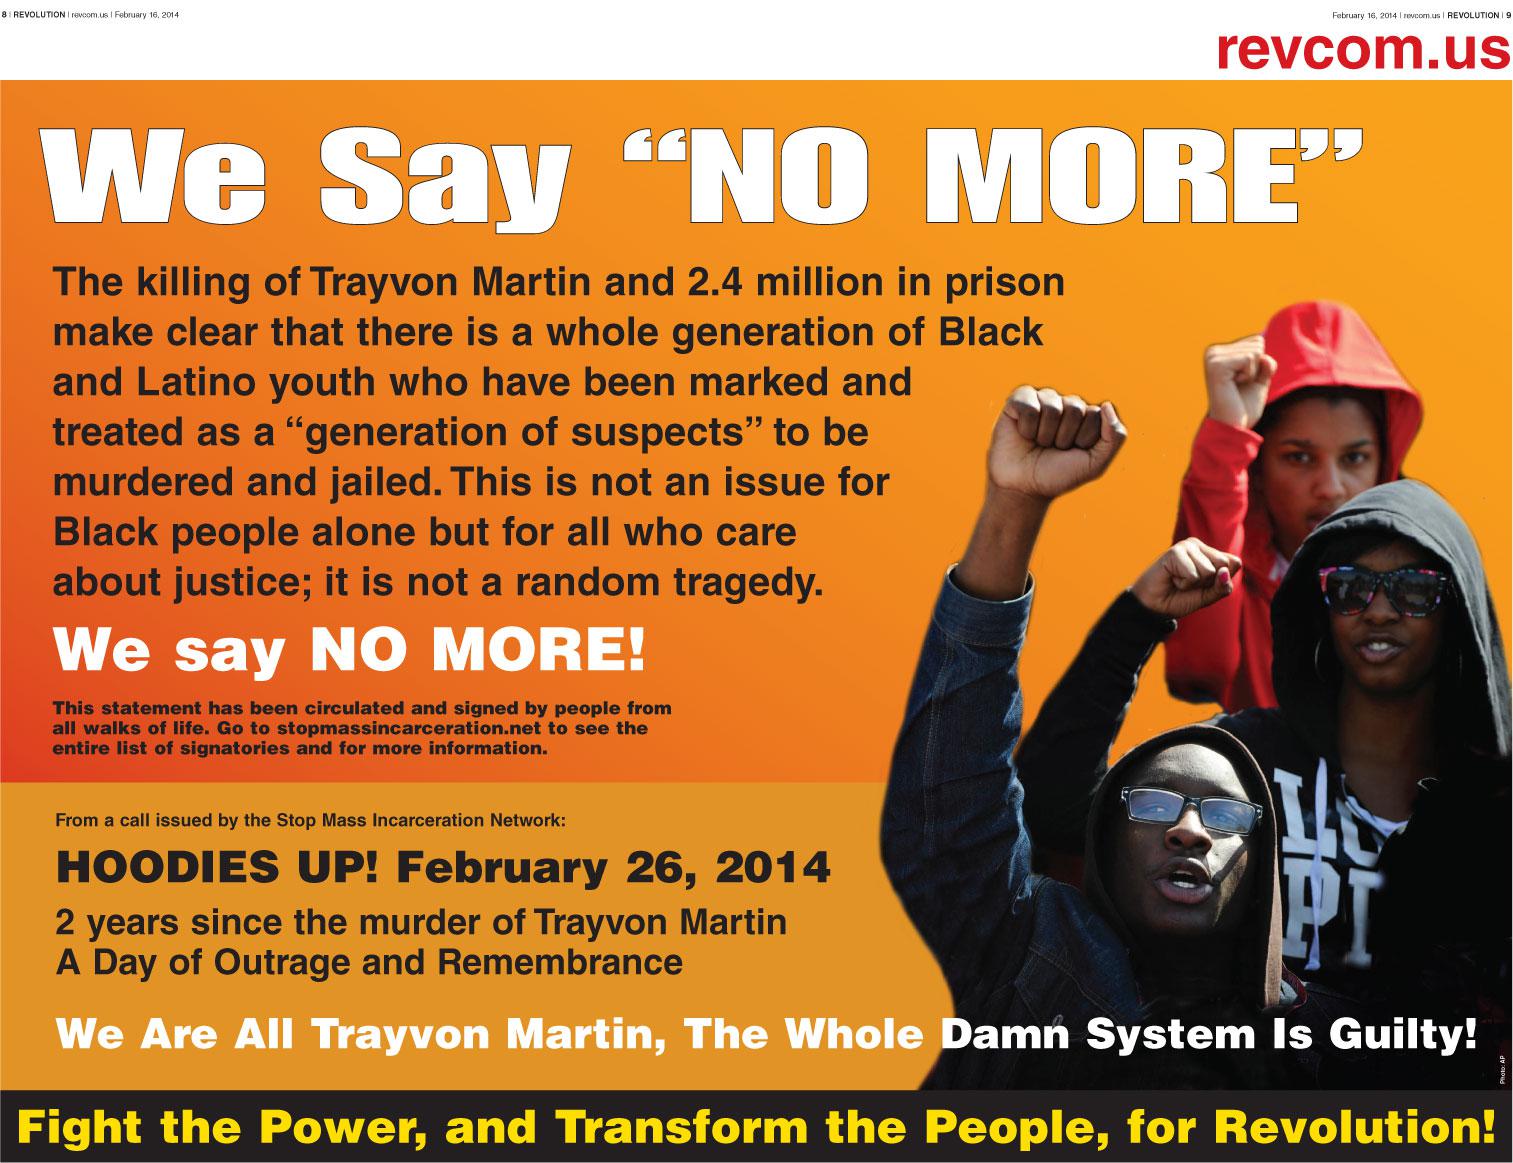 8 | REVOLUTION | revcom.us | February 16, 2014
February 16, 2014 | revcom.us | REVOLUTION | 9
revcom.us
We Say “NO MORE”
The killing of Trayvon Martin and 2.4 million in prison
make clear that there is a whole generation of Black
and Latino youth who have been marked and
treated as a “generation of suspects” to be
murdered and jailed. This is not an issue for
Black people alone but for all who care
about justice; it is not a random tragedy.
We say NO MORE!
This statement has been circulated and signed by people from
all walks of life. Go to stopmassincarceration.net to see the
entire list of signatories and for more information.
From a call issued by the Stop Mass Incarceration Network:
HOODIES UP! February 26, 2014
2 years since the murder of Trayvon Martin
A Day of Outrage and Remembrance
We Are All Trayvon Martin, The Whole Damn System Is Guilty!
Photo: AP
Fight the Power, and Transform the People, for Revolution!